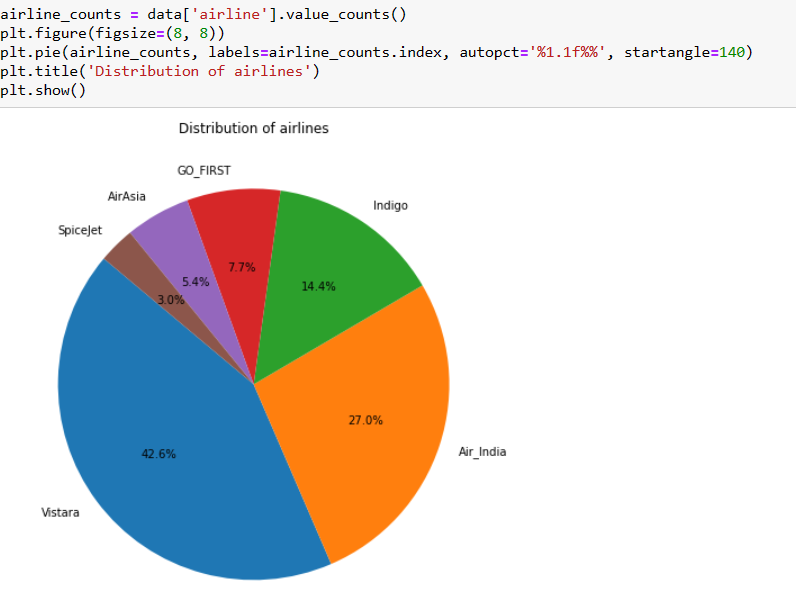 airline_counts = data['airline'].value_counts()
plt.figure(figsize=(8, 8))
plt.pie(airline_counts, labels=airline_counts.index, autopct='%1.1f%%', startangle=140)
plt.title('Distribution of airlines')
plt.show()
Distribution of airlines
GO_FIRST
AirAsia
Indigo
SpiceJet
7.7%
5.4%
14.4%
3.0%
27.0%
42.6%
Air_India
Vistara